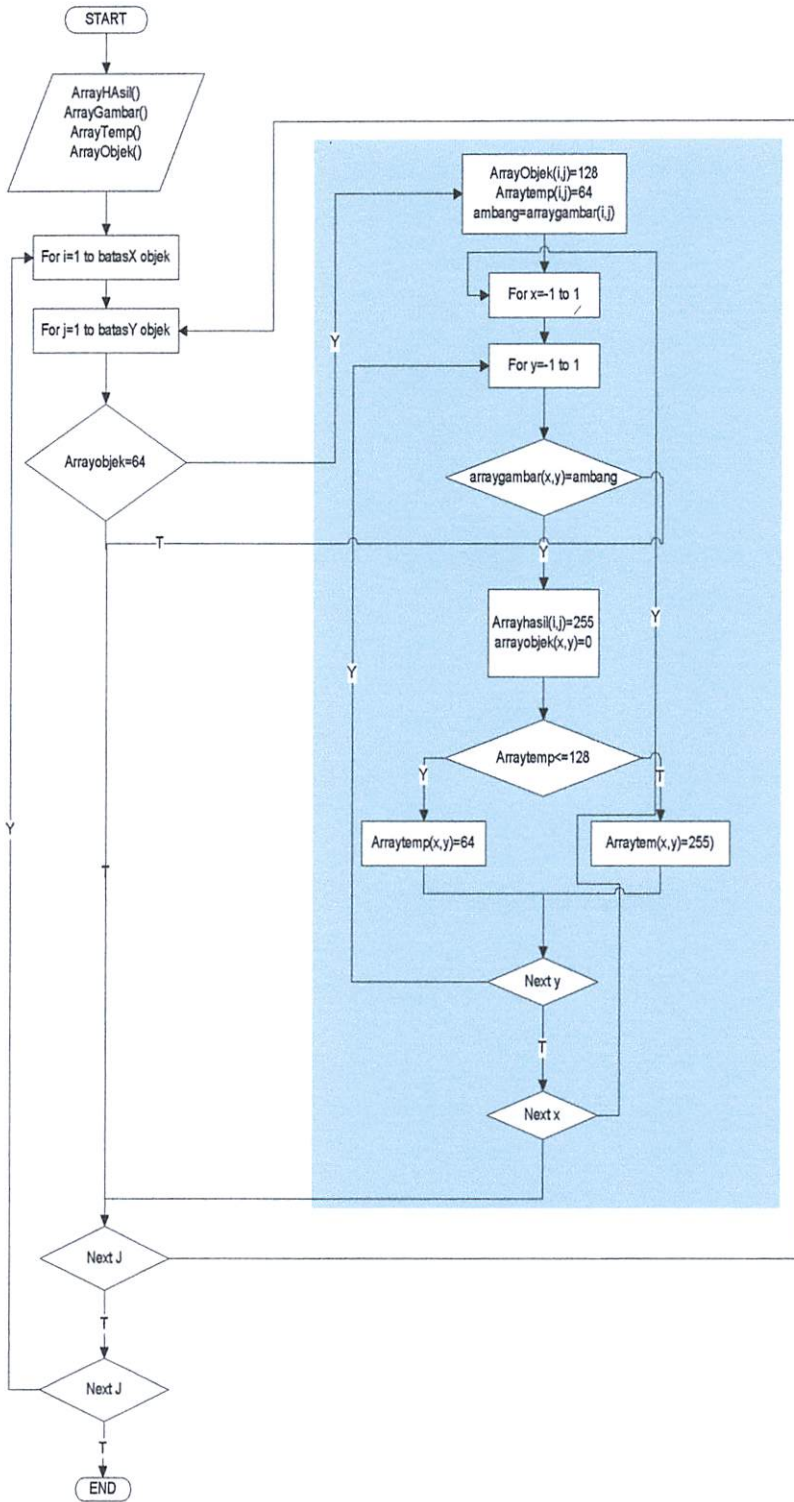 START
ArrayHAsil()
ArrayGambar()
ArrayTemp()
ArrayObjek()
For i=1 to batasX objek
For j=1 to batasY objek
Arrayobjek=64
Y
T
ArrayObjek(i,j)=128
Arraytemp(i,j)=64
ambang=arraygambar(i,j)
For x=-1 to 1
For y=-1 to 1
arraygambar(x,y)=ambang
Y
Arrayhasil(i,j)=255
arrayobjek(x,y)=0
Y
Y
Arraytemp<=128
Y
T
Arraytemp(x,y)=64
Arraytem(x,y)=255)
Next y
T
Next x
Y
T
Next J
T
Next J
T
END